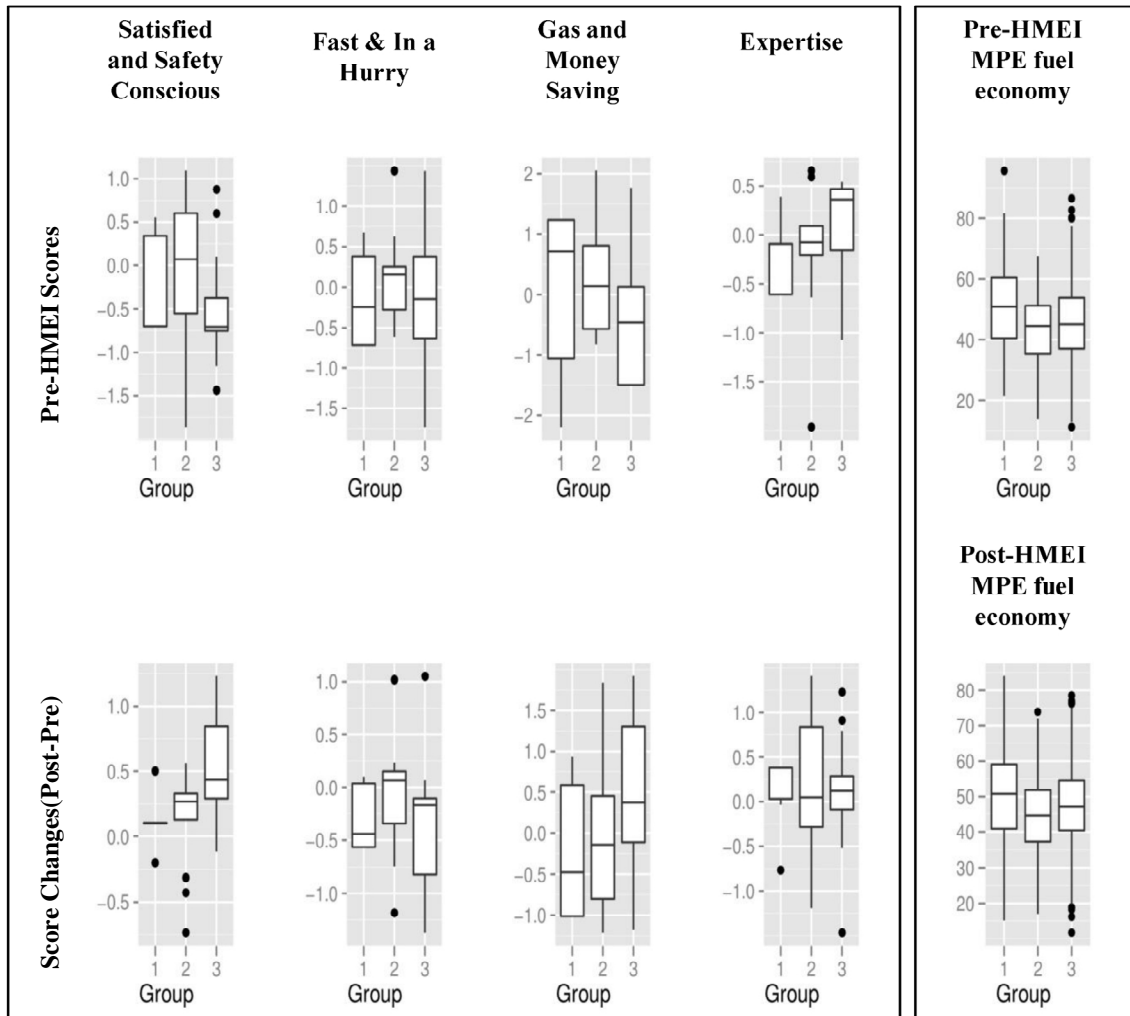 Satisfied
and Safety
Conscious
Fast & In a
Hurry
Gas and
Money
Saving
Expertise
Pre-HMEI
MPE fuel
economy
Pre-HMEI Scores
1.0
0.5
0.0
−0.5
−1.0
−1.5
1 2 3
Group
1.0
0.5
0.0
−0.5
−1.0
−1.5
1 2 3
Group
2
1
0
−1
−2
1 2 3
Group
0.5
0.0
−0.5
−1.0
−1.5
1 2 3
Group
80
60
40
20
1 2 3
Group
Post-HMEI
MPE fuel
economy
Score Changes(Post-Pre)
1.0
0.5
0.0
−0.5
1 2 3
Group
1.0
0.5
0.0
−0.5
−1.0
1 2 3
Group
1.5
1.0
0.5
0.0
−0.5
−1.0
1 2 3
Group
1.0
0.5
0.0
−0.5
−1.0
1 2 3
Group
80
70
60
50
40
30
20
1 2 3
Group